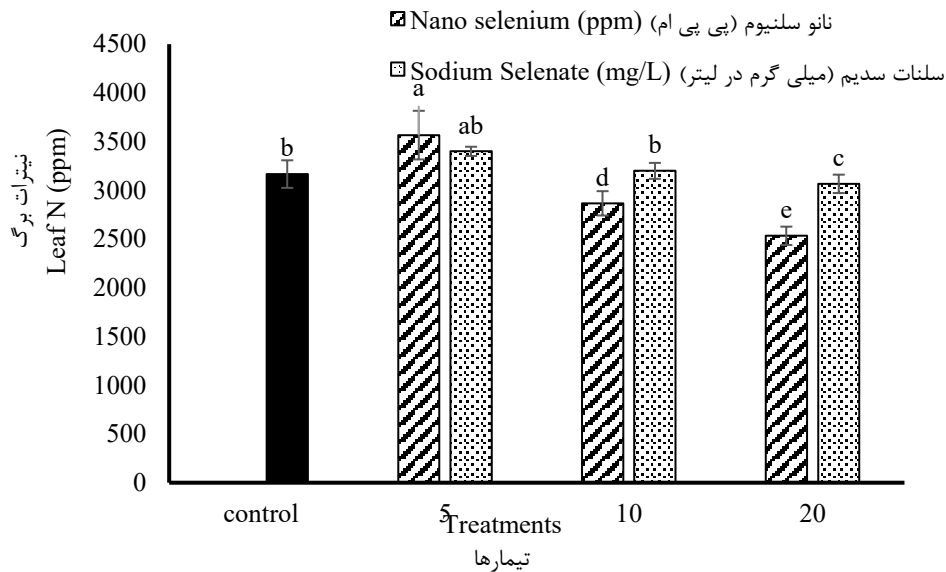 Nano selenium (ppm) نانو سلنیوم (پی پی ام)
Sodium Selenate (mg/L) سلنات سدیم (میلی گرم در لیتر)
4500
4000
3500
3000
2500
2000
1500
1000
500
0
نیترات برگ
Leaf N (ppm)
b
a
ab
d
b
e
c
control
5
10
20
Treatments
تیمارها